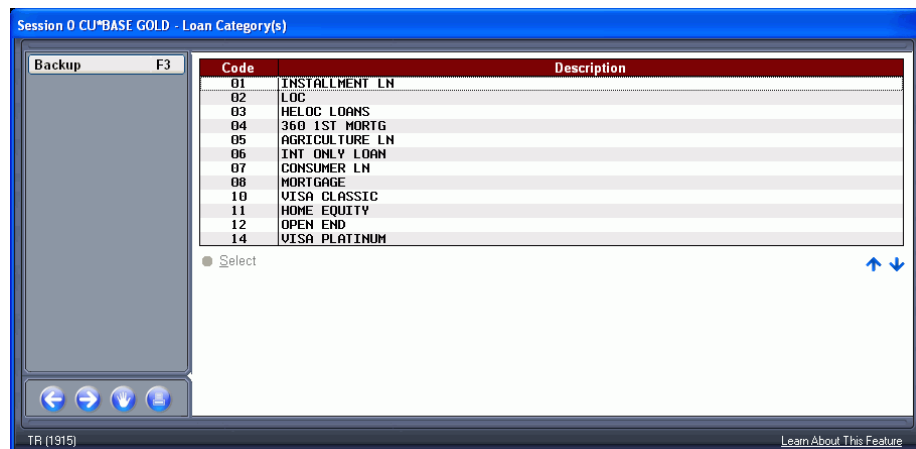 Session 0 CU*BASE GOLD - Loan Category(s)
Backup F3
Code Description
01 INSTALLMENT LN
02 LOC
03 HELOC LOANS
04 360 1ST MORTG
05 AGRICULTURE LN
06 INT ONLY LOAN
07 CONSUMER LN
08 MORTGAGE
10 VISA CLASSIC
11 HOME EQUITY
12 OPEN END
14 VISA PLATINUM
Select
TR (1915) Learn About This Feature